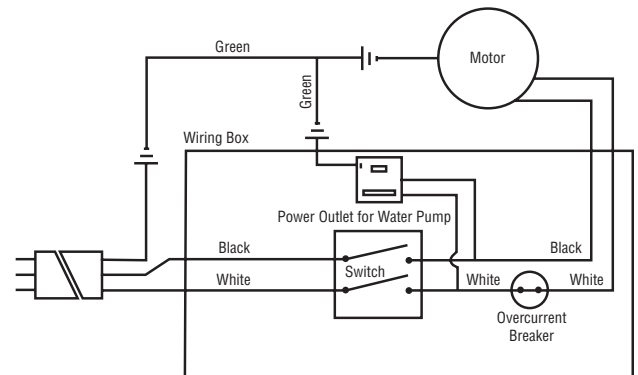 Green
Motor
Green
Wiring Box
Power Outlet for Water Pump
Black
Switch
Black
White
White
White
Overcurrent
Breaker